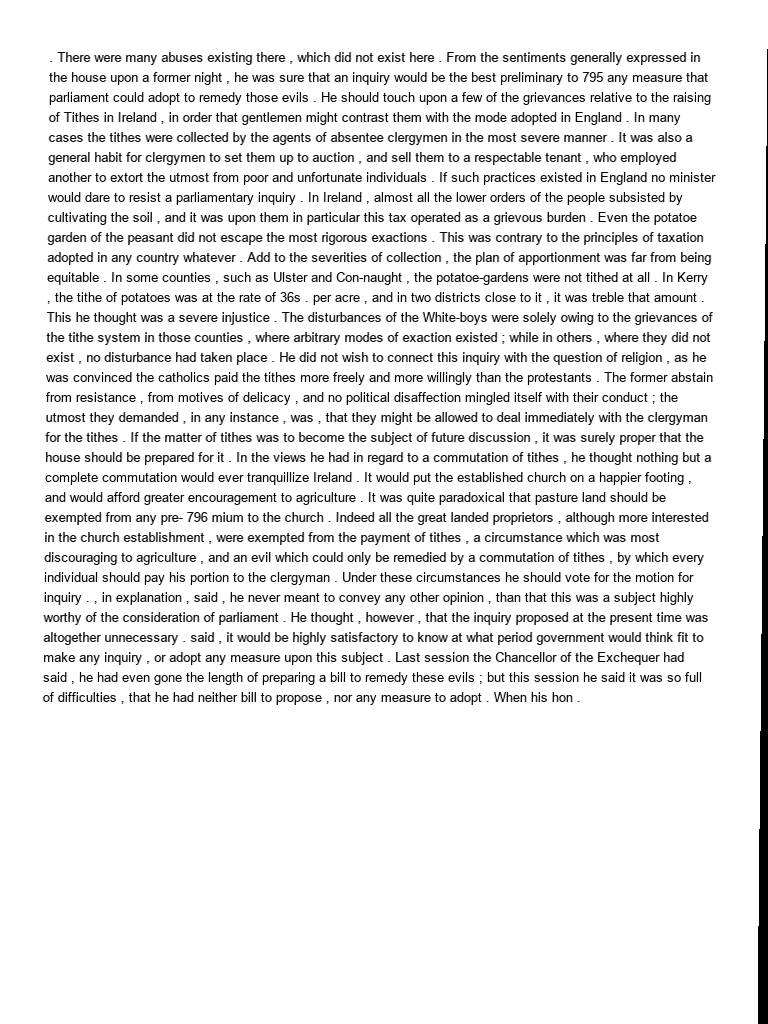 . There were many abuses existing there , which did not exist here . From the sentiments generally expressed in
the house upon a former night , he was sure that an inquiry would be the best preliminary to 795 any measure that
parliament could adopt to remedy those evils . He should touch upon a few of the grievances relative to the raising
of Tithes in Ireland , in order that gentlemen might contrast them with the mode adopted in England . In many
cases the tithes were collected by the agents of absentee clergymen in the most severe manner . It was also a
general habit for clergymen to set them up to auction , and sell them to a respectable tenant , who employed
another to extort the utmost from poor and unfortunate individuals . If such practices existed in England no minister
would dare to resist a parliamentary inquiry . In Ireland , almost all the lower orders of the people subsisted by
cultivating the soil , and it was upon them in particular this tax operated as a grievous burden . Even the potatoe
garden of the peasant did not escape the most rigorous exactions . This was contrary to the principles of taxation
adopted in any country whatever . Add to the severities of collection , the plan of apportionment was far from being
equitable . In some counties , such as Ulster and Con-naught , the potatoe-gardens were not tithed at all . In Kerry
, the tithe of potatoes was at the rate of 36s . per acre , and in two districts close to it , it was treble that amount .
This he thought was a severe injustice . The disturbances of the White-boys were solely owing to the grievances of
the tithe system in those counties , where arbitrary modes of exaction existed ; while in others , where they did not
exist , no disturbance had taken place . He did not wish to connect this inquiry with the question of religion , as he
was convinced the catholics paid the tithes more freely and more willingly than the protestants . The former abstain
from resistance , from motives of delicacy , and no political disaffection mingled itself with their conduct ; the
utmost they demanded , in any instance , was , that they might be allowed to deal immediately with the clergyman
for the tithes . If the matter of tithes was to become the subject of future discussion , it was surely proper that the
house should be prepared for it . In the views he had in regard to a commutation of tithes , he thought nothing but a
complete commutation would ever tranquillize Ireland . It would put the established church on a happier footing ,
and would afford greater encouragement to agriculture . It was quite paradoxical that pasture land should be
exempted from any pre- 796 mium to the church . Indeed all the great landed proprietors , although more interested
in the church establishment , were exempted from the payment of tithes , a circumstance which was most
discouraging to agriculture , and an evil which could only be remedied by a commutation of tithes , by which every
individual should pay his portion to the clergyman . Under these circumstances he should vote for the motion for
inquiry . , in explanation , said , he never meant to convey any other opinion , than that this was a subject highly
worthy of the consideration of parliament . He thought , however , that the inquiry proposed at the present time was
altogether unnecessary . said , it would be highly satisfactory to know at what period government would think fit to
make any inquiry , or adopt any measure upon this subject . Last session the Chancellor of the Exchequer had
said , he had even gone the length of preparing a bill to remedy these evils ; but this session he said it was so full
of difficulties , that he had neither bill to propose , nor any measure to adopt . When his hon .